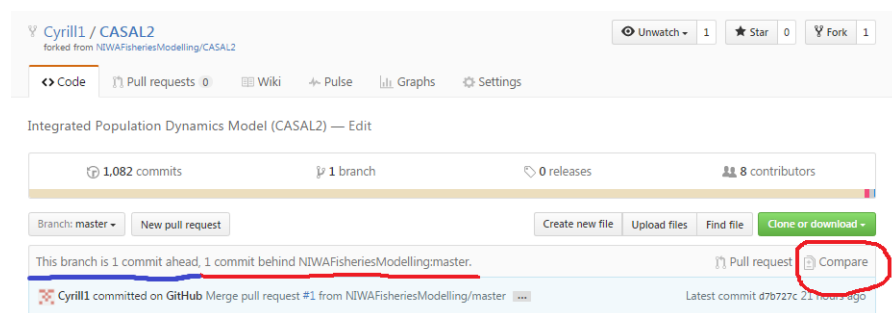 Cyrill1 / CASAL2
forked from NIWAFisheriesModelling/CASAL2
Unwatch 1 Star 0 Fork 1
Code Pull requests 0 Wiki Pulse Graphs Settings
Integrated Population Dynamics Model (CASAL2) — Edit
1,082 commits 1 branch 0 releases 8 contributors
Branch: master New pull request Create new file Upload files Find file Clone or download
This branch is 1 commit ahead, 1 commit behind NIWAFisheriesModelling:master. Pull request Compare
Cyrill1 committed on GitHub Merge pull request #1 from NIWAFisheriesModelling/master ... Latest commit d7b727c 21 hours ago